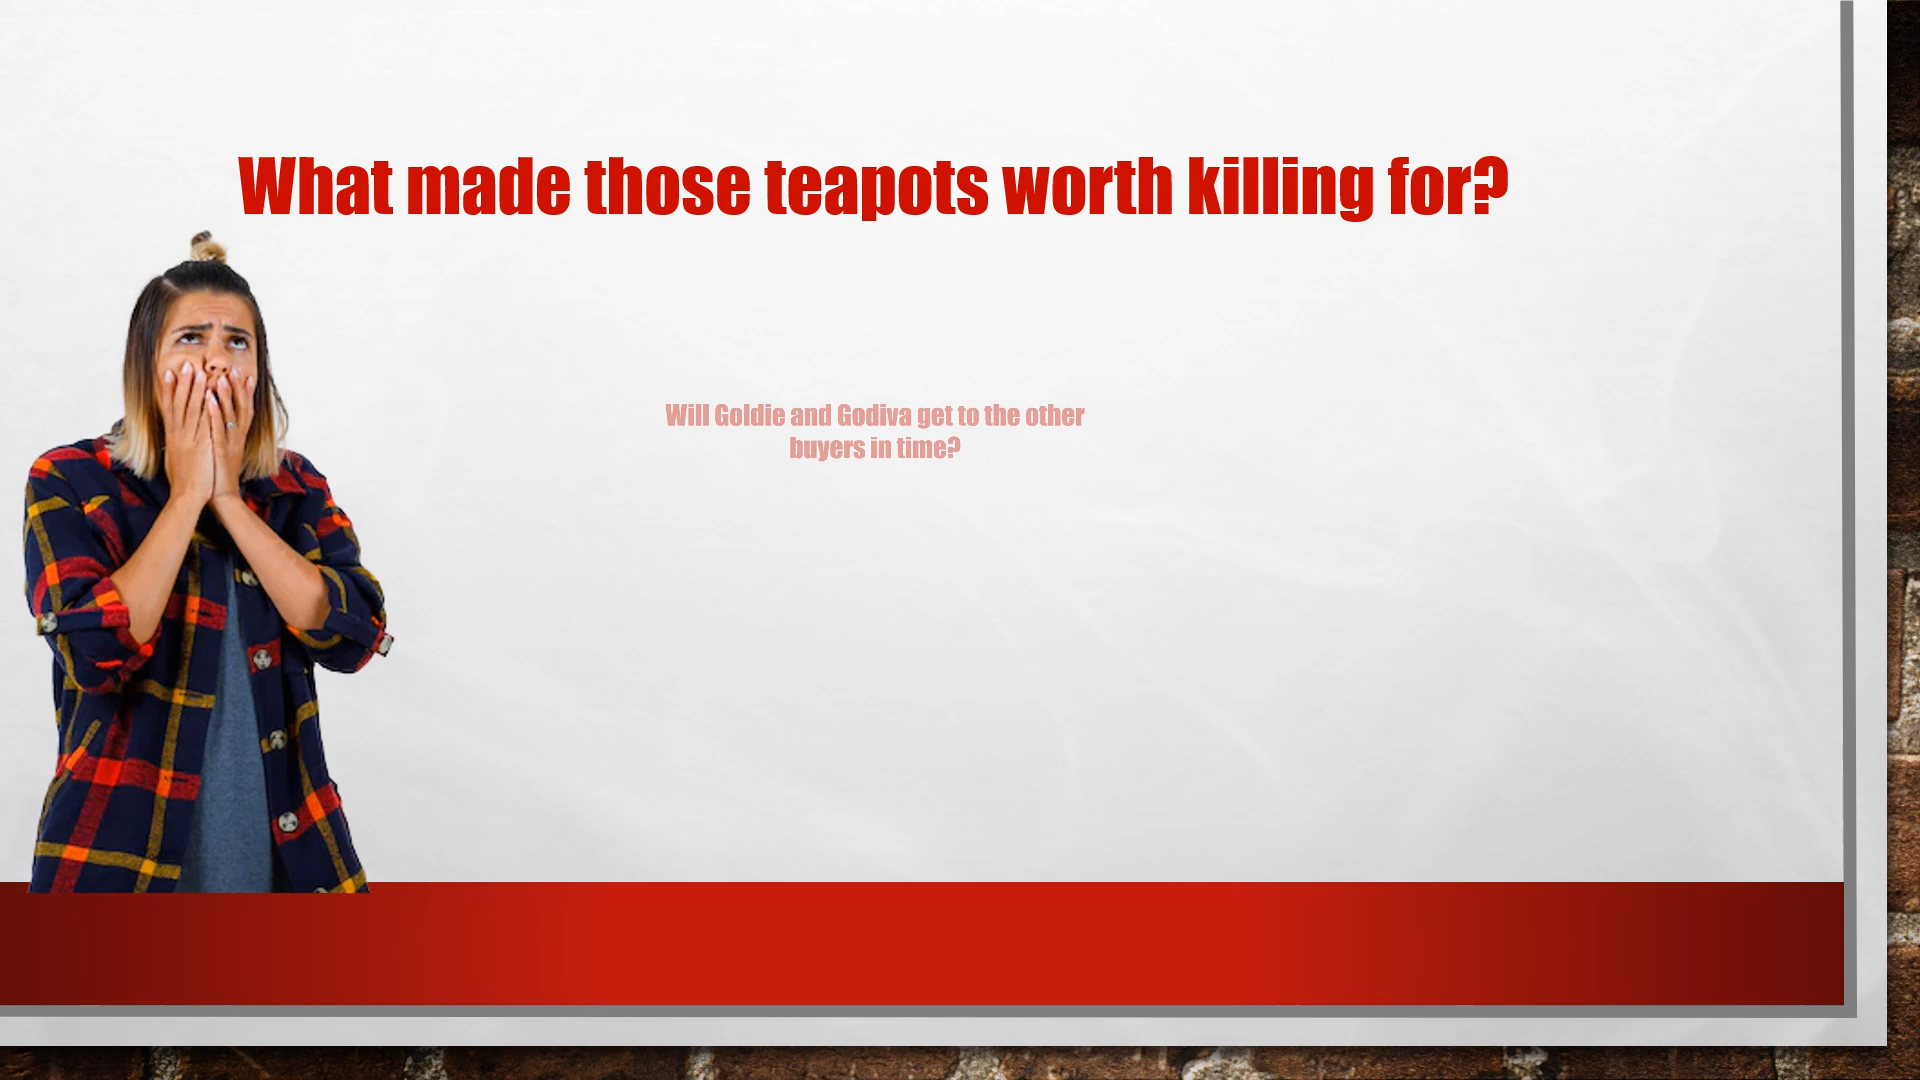 What made those teapots worth killing for?
Will Goldie and Godiva get to the other
buyers in time?